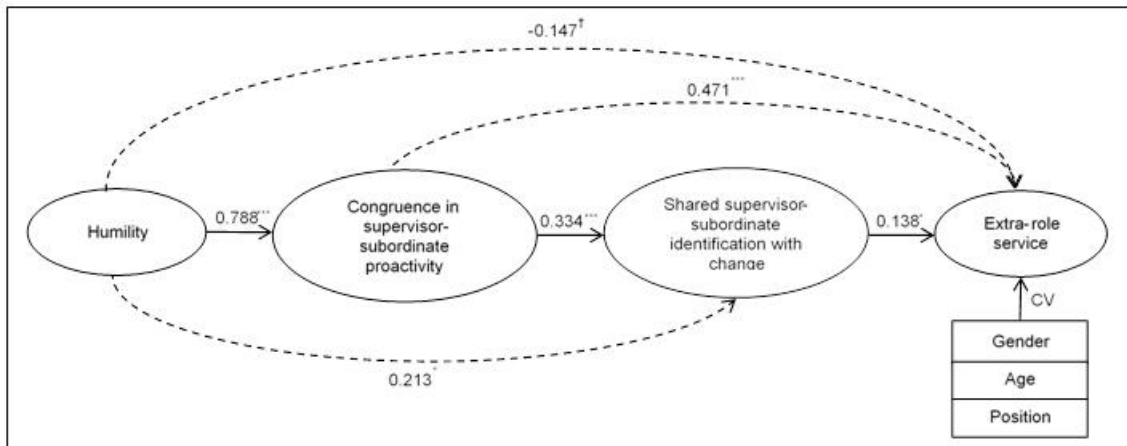 -0.147†
0.471***
Humility
0.788***
Congruence in
supervisor-
subordinate
proactivity
0.334***
Shared supervisor-
subordinate
identification with
change
0.138*
Extra-role
service
0.213*
CV
Gender
Age
Position